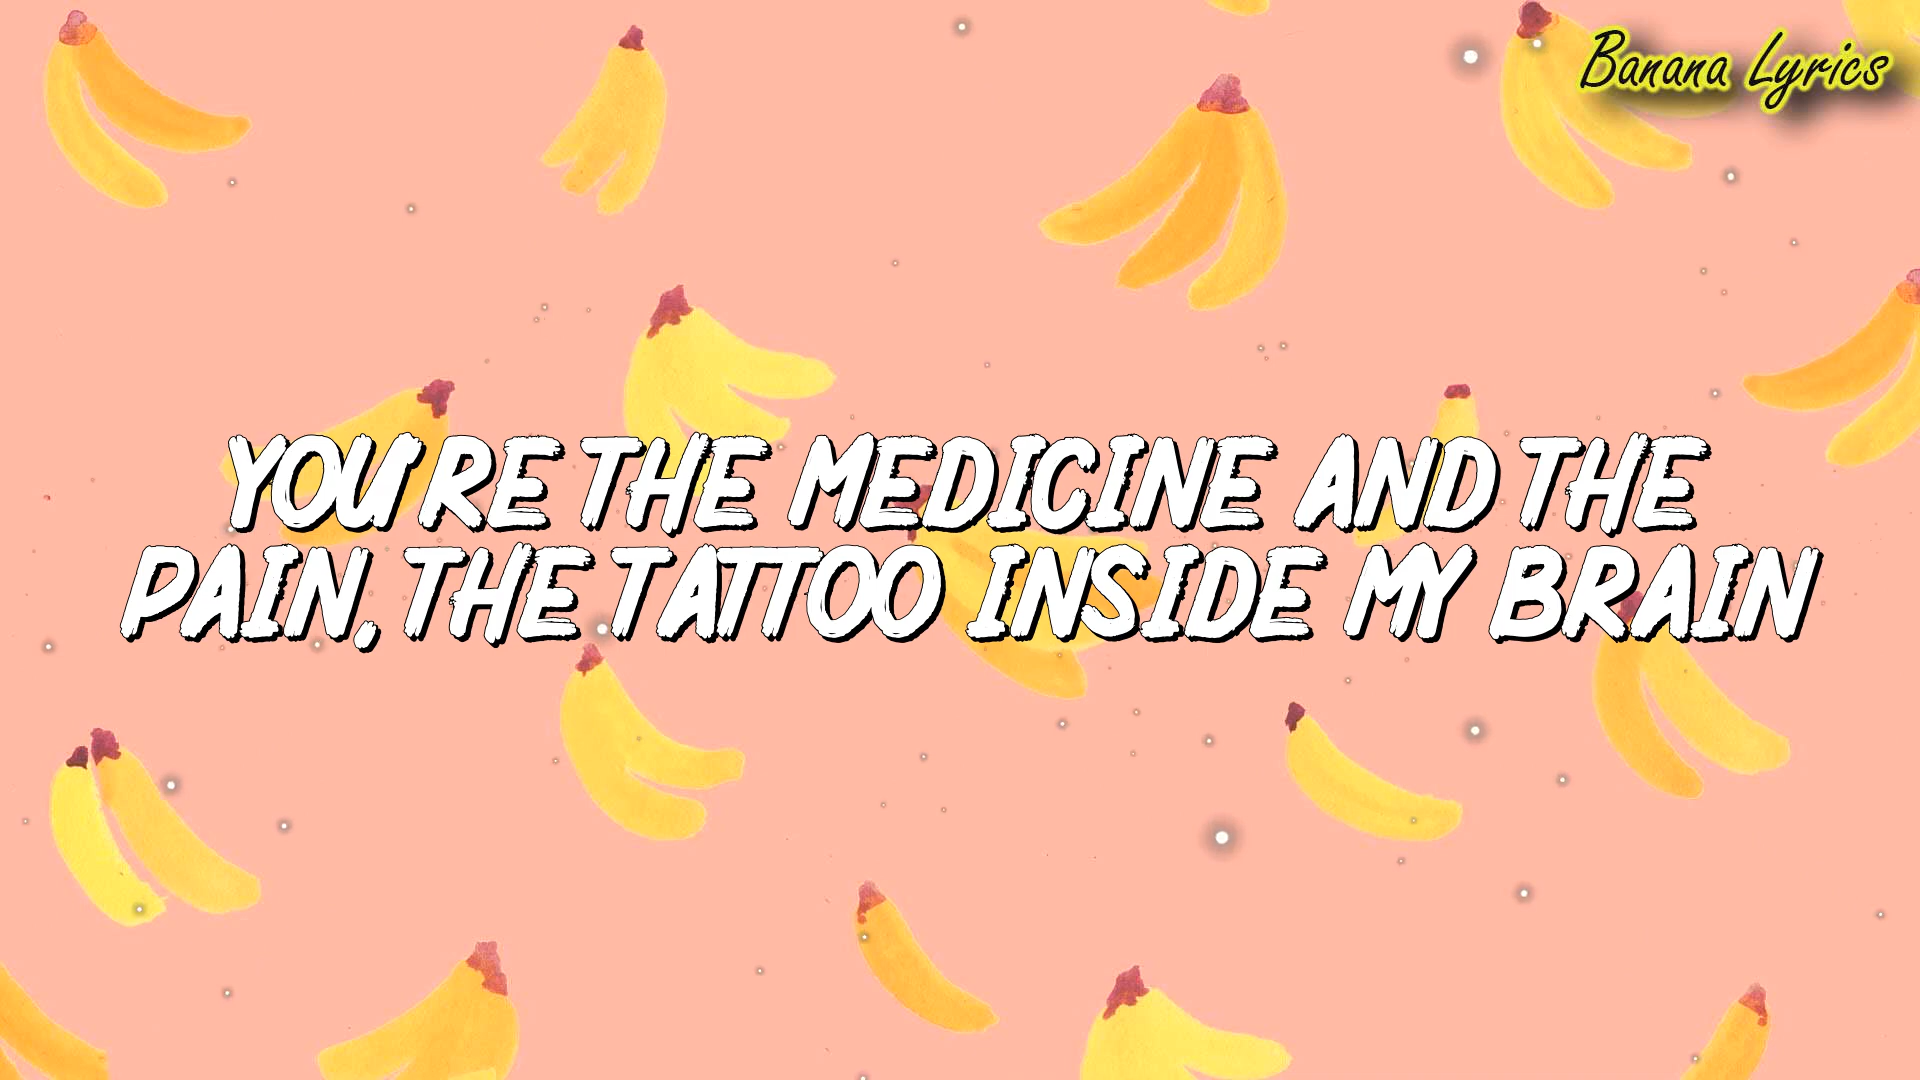 Banana Lyrics
YOU'RE THE MEDICINE AND THE
PAIN, THE TATTOO INSIDE MY BRAIN